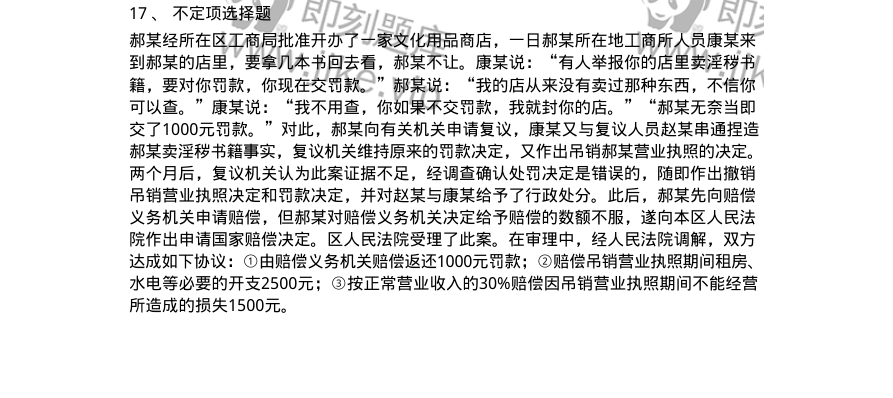 17 、 不定项选择题
郝某经所在区工商局批准开办了一家文化用品商店，一日郝某所在地工商所人员康某来
到郝某的店里，要拿几本书回去看，郝某不让。康某说：“有人举报你的店里卖淫秽书
籍，要对你罚款，你现在交罚款。”郝某说：“我的店从来没有卖过那种东西，不信你
可以查。”康某说：“我不用查，你如果不交罚款，我就封你的店。”“郝某无奈当即
交了1000元罚款。”对此，郝某向有关机关申请复议，康某又与复议人员赵某串通捏造
郝某卖淫秽书籍事实，复议机关维持原来的罚款决定，又作出吊销郝某营业执照的决定。
两个月后，复议机关认为此案证据不足，经调查确认处罚决定是错误的，随即作出撤销
吊销营业执照决定和罚款决定，并对赵某与康某给予了行政处分。此后，郝某先向赔偿
义务机关申请赔偿，但郝某对赔偿义务机关决定给予赔偿的数额不服，遂向本区人民法
院作出申请国家赔偿决定。区人民法院受理了此案。在审理中，经人民法院调解，双方
达成如下协议：①由赔偿义务机关赔偿返还1000元罚款；②赔偿吊销营业执照期间租房、
水电等必要的开支2500元；③按正常营业收入的30%赔偿因吊销营业执照期间不能经营
所造成的损失1500元。
即刻题库
www.jike.vip